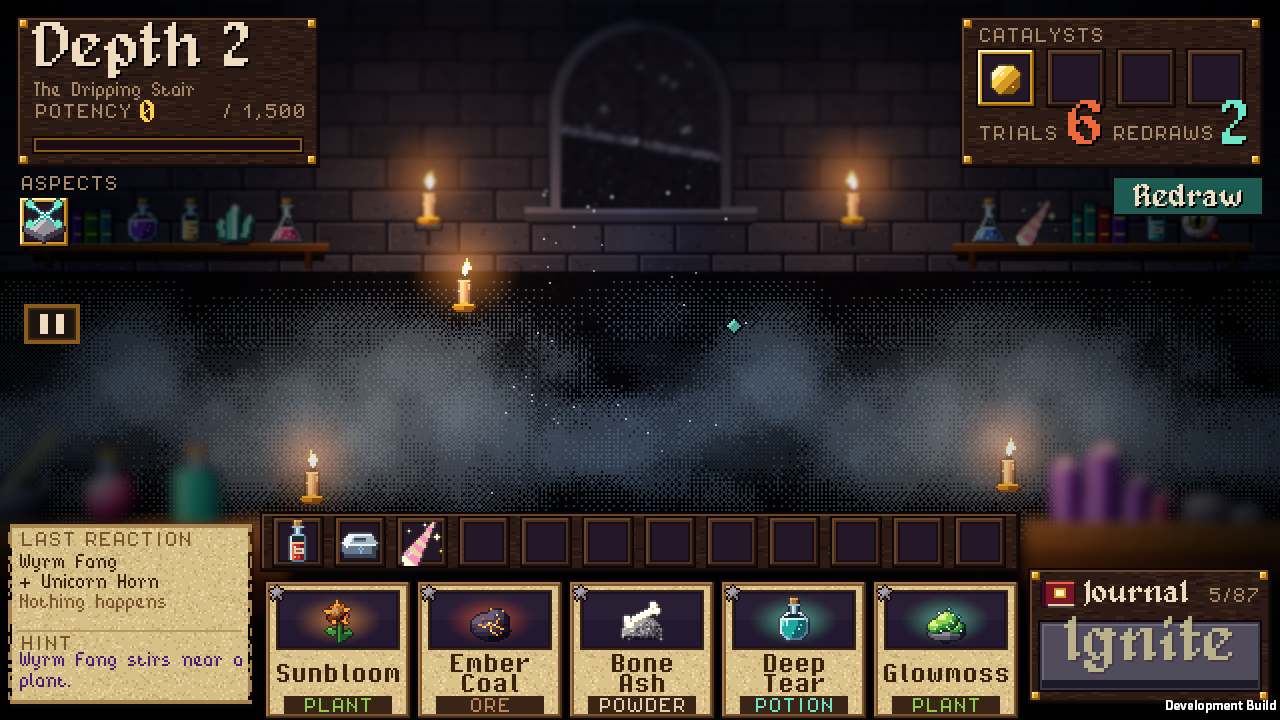 Depth 2
The Dripping Stair
POTENCY 0 / 1,500
ASPECTS
CATALYSTS
TRIALS 6 REDRAWS 2
Redraw
LAST REACTION
Wyrm Fang
+ Unicorn Horn
Nothing happens
HINT
Wyrm Fang stirs near a
plant.
Sunbloom
PLANT
Ember
Coal
ORE
Bone
Ash
POWDER
Deep
Tear
POTION
Glowmoss
PLANT
Journal 5/87
Ignite
Development Build